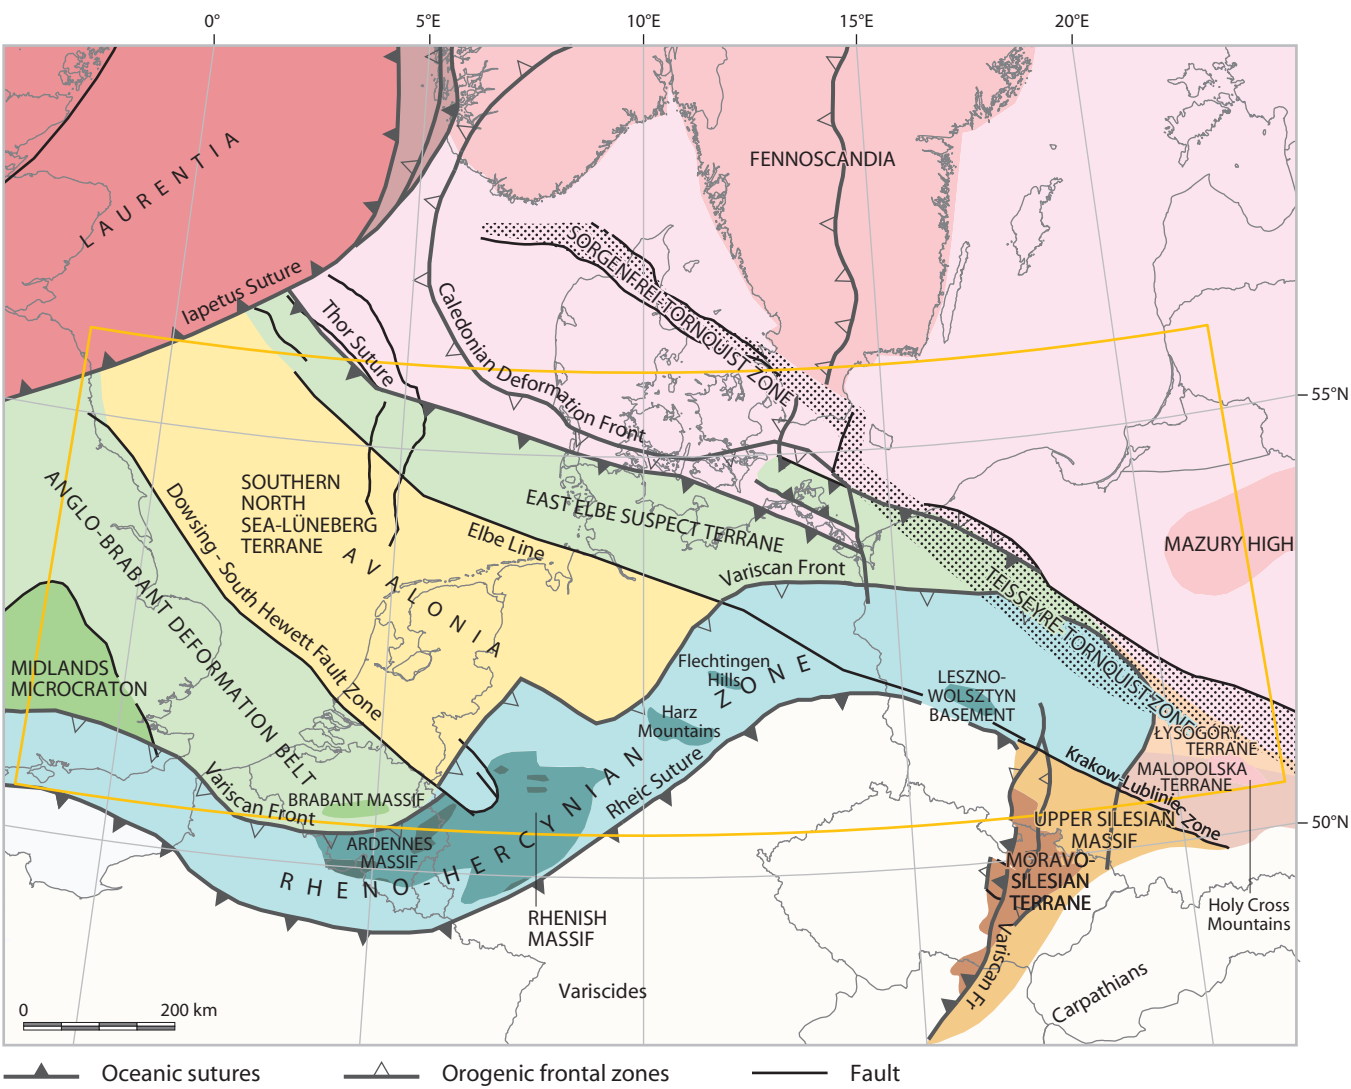 0°
5°E
10°E
15°E
20°E
LAURENTIA
FENNOSCANDIA
Iapetus Suture
Thor Suture
SORGENFREI-TORNQUIST ZONE
Caledonian Deformation Front
55°N
SOUTHERN
NORTH
SEA-LÜNEBERG
TERRANE
AVALONIA
ANGLO-BRABANT DEFORMATION BELT
Dowsing - South Hewett Fault Zone
Elbe Line
EAST ELBE SUSPECT TERRANE
Variscan Front
MAZURY HIGH
TEISSEYRE-TORNQUIST ZONE
MIDLANDS
MICROCRATON
Flechtingen
Hills
Harz
Mountains
LESZNO-
WOLSZTYN
BASEMENT
ŁYSOGÓRY
TERRANE
MALOPOLSKA
TERRANE
Krakow-Lubliniec Zone
Variscan Front
BRABANT MASSIF
ARDENNES
MASSIF
RHENO-HERCYNIAN ZONE
Rheic Suture
50°N
UPPER SILESIAN
MASSIF
MORAVO-
SILESIAN
TERRANE
RHENISH
MASSIF
Holy Cross
Mountains
Variscan Fr
Variscides
Carpathians
0
200 km
Oceanic sutures
Orogenic frontal zones
Fault